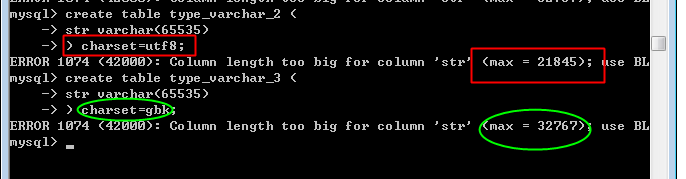 mysql> create table type_varchar_2 (
-> str varchar(65535)
-> ) charset=utf8;
ERROR 1074 (42000): Column length too big for column 'str' (max = 21845); use BL
mysql> create table type_varchar_3 (
-> str varchar(65535)
-> ) charset=gbk;
ERROR 1074 (42000): Column length too big for column 'str' (max = 32767); use BL
mysql>